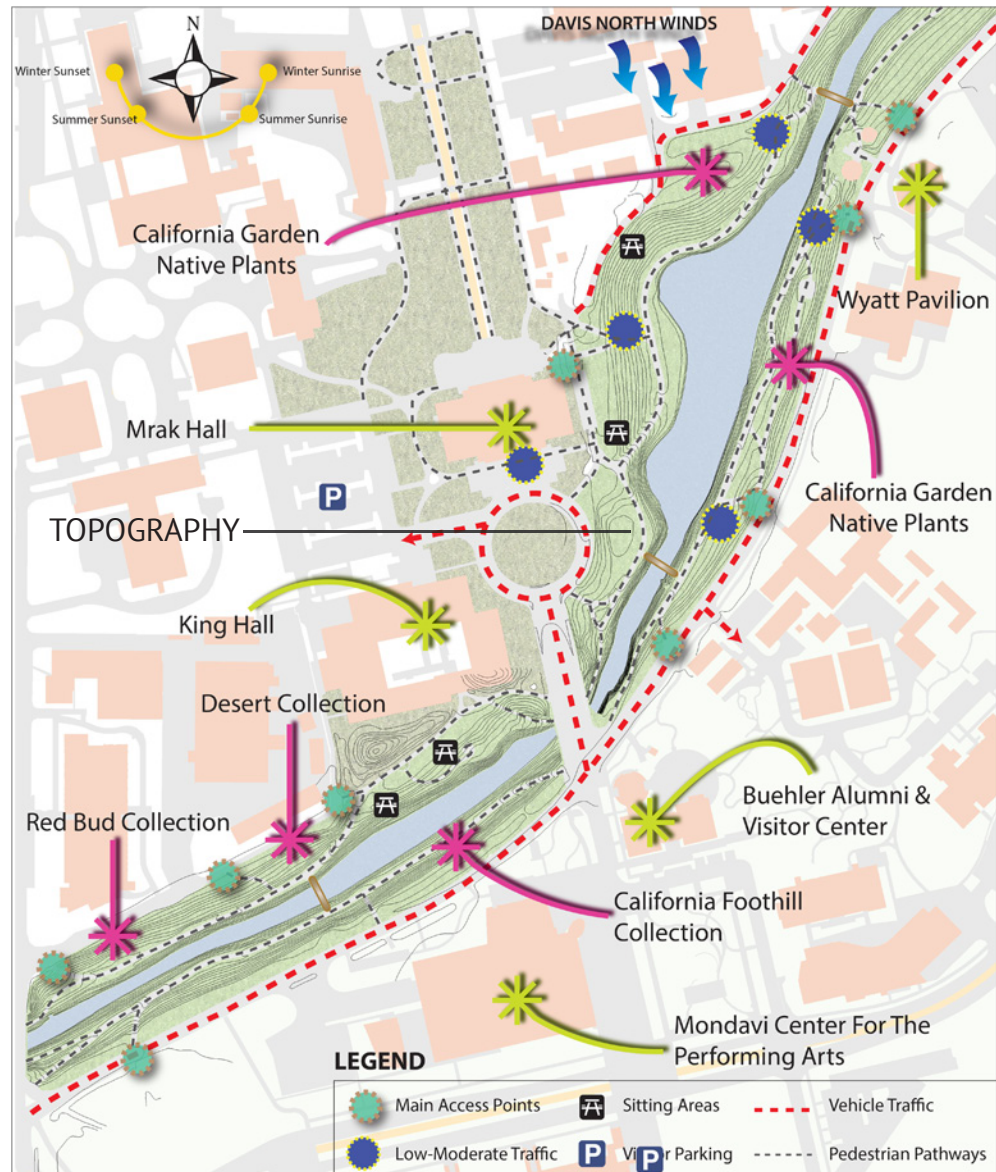 DAVIS NORTH WINDS
N
Winter Sunset
Winter Sunrise
Summer Sunset
Summer Sunrise
California Garden
Native Plants
Wyatt Pavilion
Mrak Hall
P
California Garden
Native Plants
TOPOGRAPHY
King Hall
Desert Collection
Buehler Alumni &
Visitor Center
Red Bud Collection
California Foothill
Collection
Mondavi Center For The
Performing Arts
LEGEND
Main Access Points
Sitting Areas
Vehicle Traffic
Low-Moderate Traffic
P
Parking
P
Pedestrian Pathways